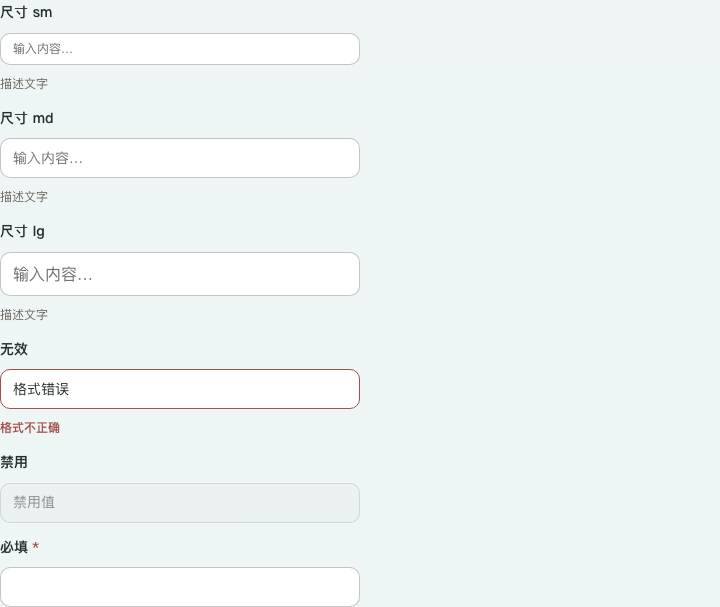 尺寸 sm
输入内容…
描述文字
尺寸 md
输入内容…
描述文字
尺寸 lg
输入内容…
描述文字
无效
格式错误
格式不正确
禁用
禁用值
必填 *